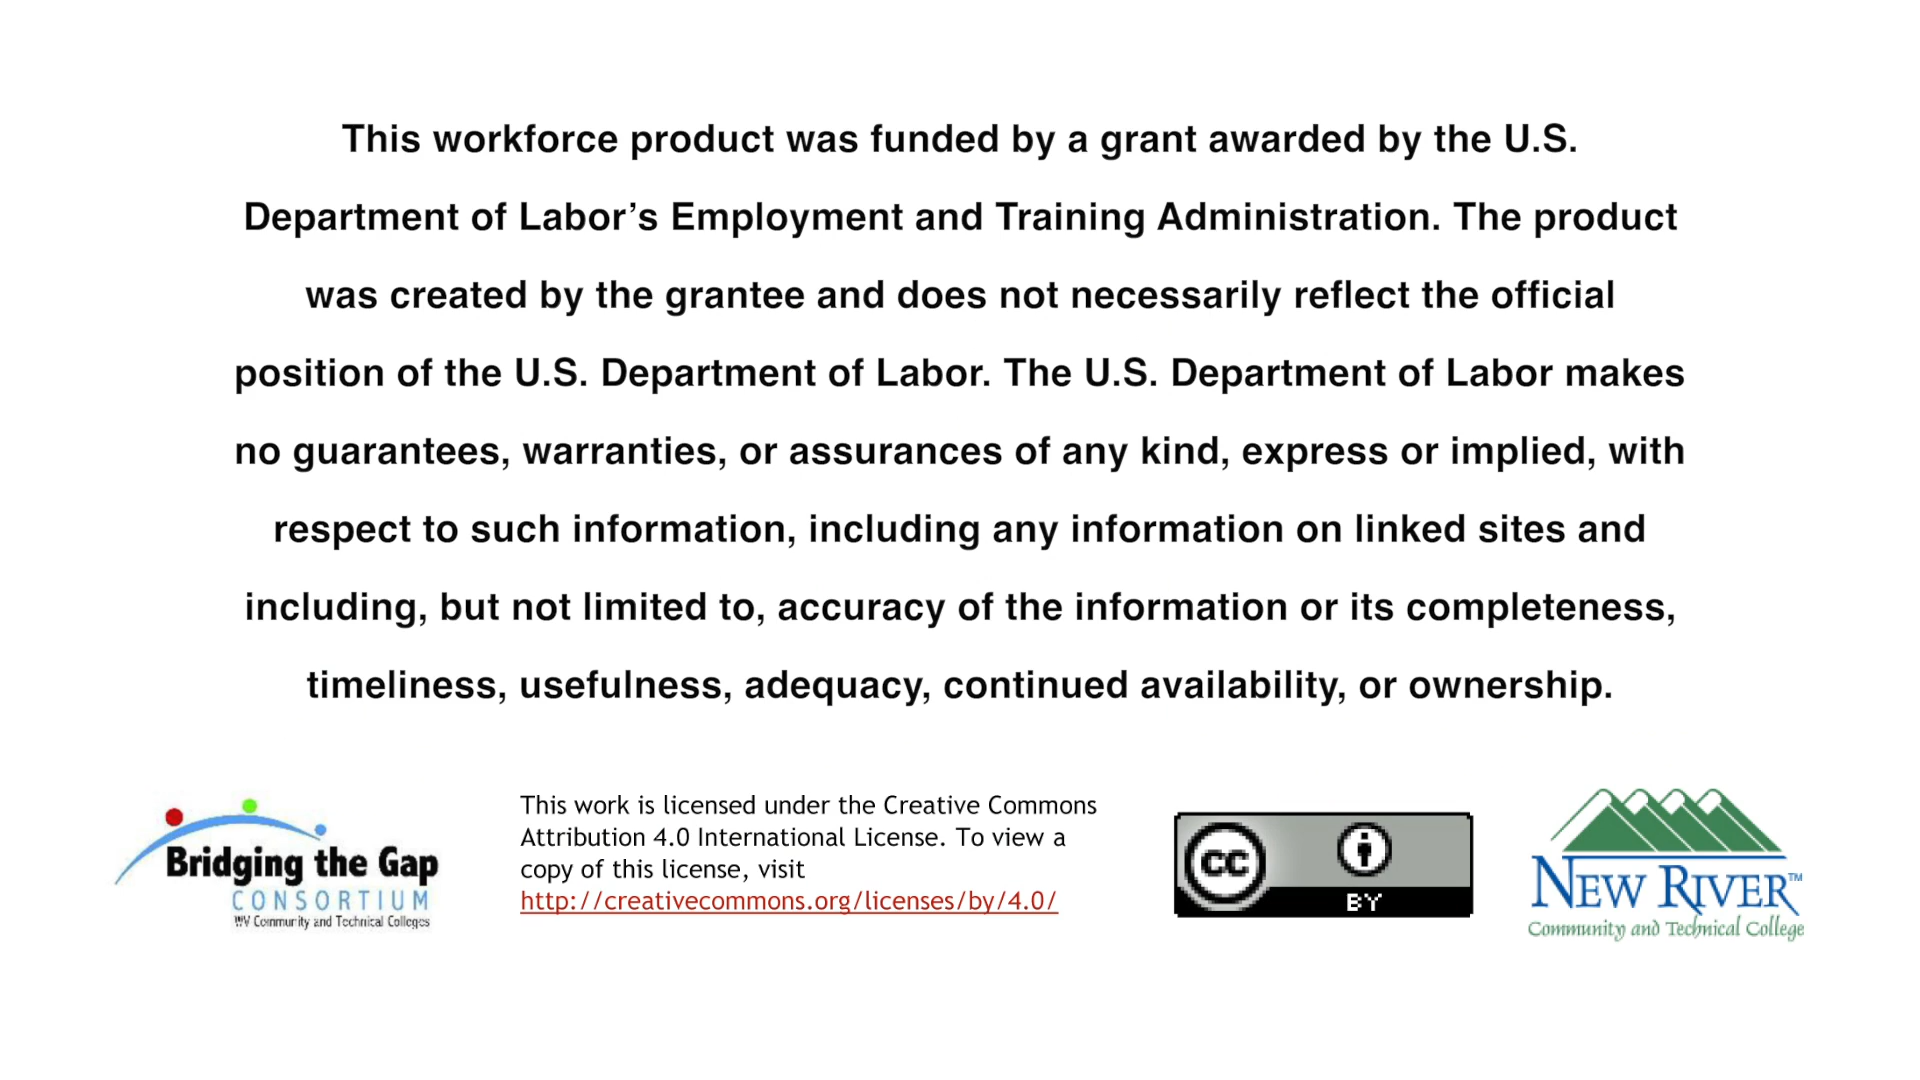 This workforce product was funded by a grant awarded by the U.S.
Department of Labor’s Employment and Training Administration. The product
was created by the grantee and does not necessarily reflect the official
position of the U.S. Department of Labor. The U.S. Department of Labor makes
no guarantees, warranties, or assurances of any kind, express or implied, with
respect to such information, including any information on linked sites and
including, but not limited to, accuracy of the information or its completeness,
timeliness, usefulness, adequacy, continued availability, or ownership.
Bridging the Gap
CONSORTIUM
WV Community and Technical Colleges
This work is licensed under the Creative Commons
Attribution 4.0 International License. To view a
copy of this license, visit
http://creativecommons.org/licenses/by/4.0/
cc
BY
NEW RIVER™
Community and Technical College